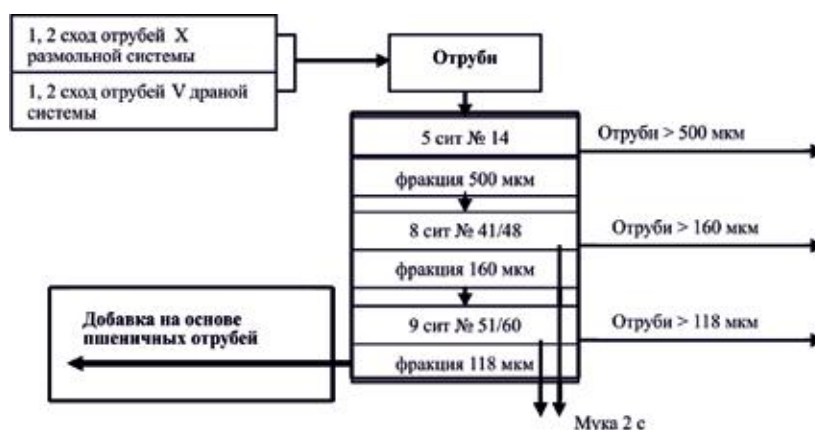 1, 2 сход отрубей X
размольной системы
1, 2 сход отрубей V драной
системы
Отруби
5 сит № 14
Отруби > 500 мкм
фракция 500 мкм
8 сит № 41/48
Отруби > 160 мкм
фракция 160 мкм
9 сит № 51/60
Отруби > 118 мкм
фракция 118 мкм
Добавка на основе
пшеничных отрубей
Мука 2 с